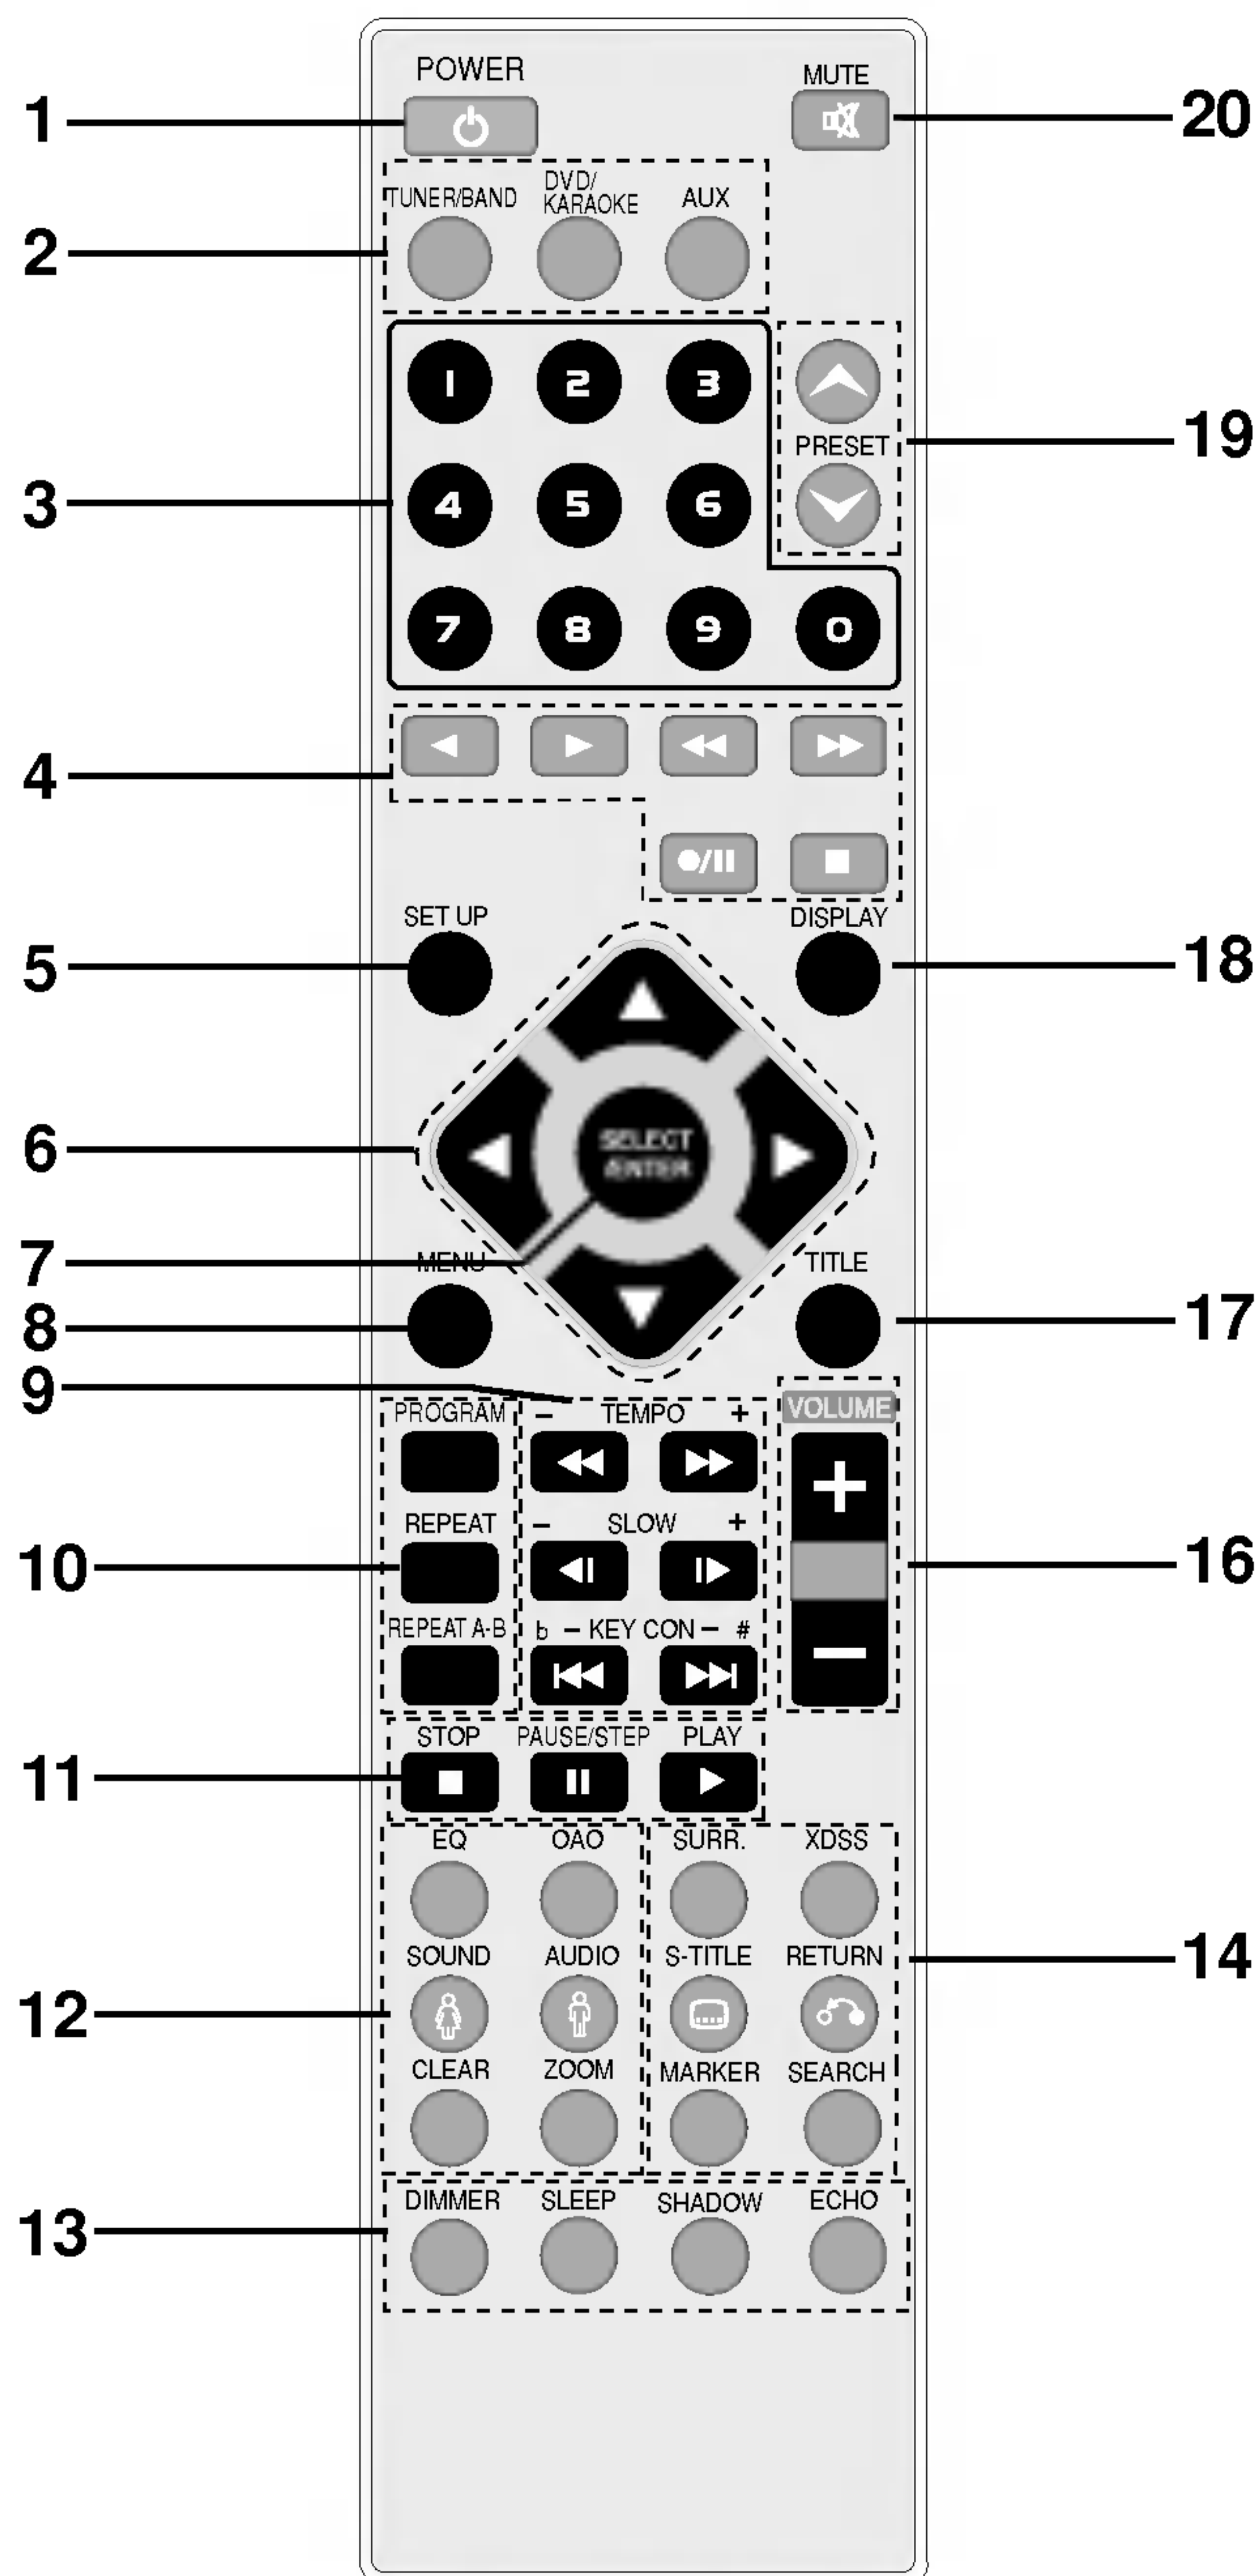 POWER
MUTE
1
20
TUNER/BAND
DVD/
KARAOKE
AUX
2
1 2 3
PRESET
19
3
4 5 6
7 8 9 0
4
SET UP
DISPLAY
5
18
SELECT
/ENTER
6
7
MENU
TITLE
8
17
9
PROGRAM
– TEMPO +
VOLUME
+
REPEAT
– SLOW +
10
16
REPEAT A-B
b – KEY CON – #
–
STOP
PAUSE/STEP
PLAY
11
EQ
OAO
SURR.
XDSS
SOUND
AUDIO
S-TITLE
RETURN
14
12
CLEAR
ZOOM
MARKER
SEARCH
DIMMER
SLEEP
SHADOW
ECHO
13